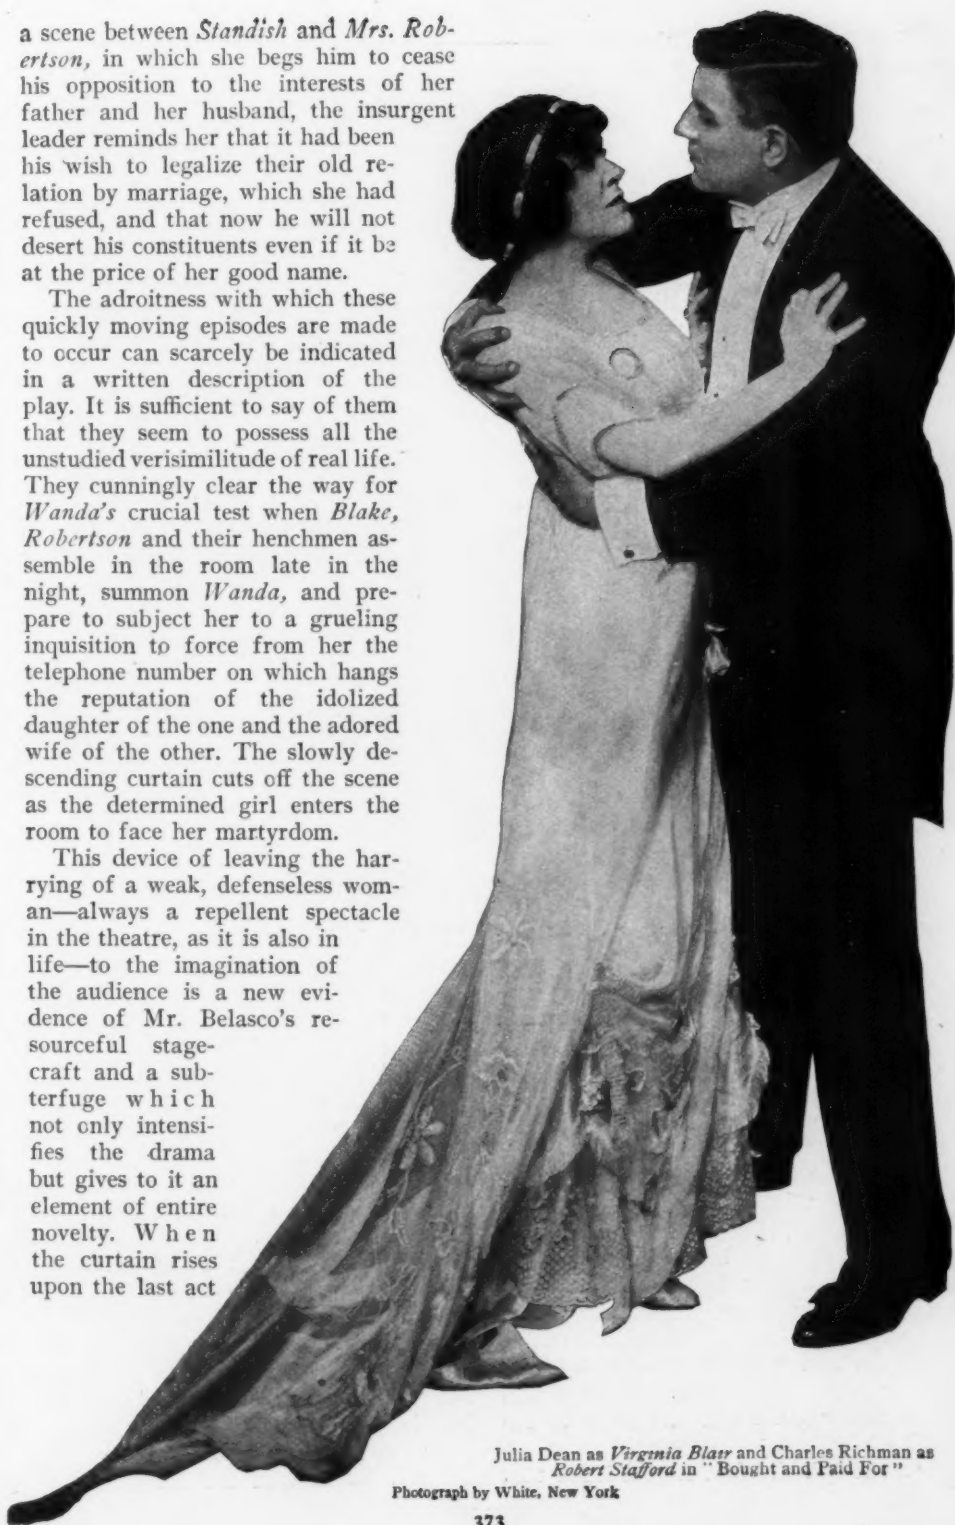 a scene between Standish and Mrs. Rob-
ertson, in which she begs him to cease
his opposition to the interests of her
father and her husband, the insurgent
leader reminds her that it had been
his wish to legalize their old re-
lation by marriage, which she had
refused, and that now he will not
desert his constituents even if it be
at the price of her good name.
The adroitness with which these
quickly moving episodes are made
to occur can scarcely be indicated
in a written description of the
play. It is sufficient to say of them
that they seem to possess all the
unstudied verisimilitude of real life.
They cunningly clear the way for
Wanda's crucial test when Blake,
Robertson and their henchmen as-
semble in the room late in the
night, summon Wanda, and pre-
pare to subject her to a grueling
inquisition to force from her the
telephone number on which hangs
the reputation of the idolized
daughter of the one and the adored
wife of the other. The slowly de-
scending curtain cuts off the scene
as the determined girl enters the
room to face her martyrdom.
This device of leaving the har-
rying of a weak, defenseless wom-
an—always a repellent spectacle
in the theatre, as it is also in
life—to the imagination of
the audience is a new evi-
dence of Mr. Belasco's re-
sourceful stage-
craft and a sub-
terfuge which
not only intensi-
fies the drama
but gives to it an
element of entire
novelty. When
the curtain rises
upon the last act
Julia Dean as Virginia Blair and Charles Richman as
Robert Stafford in "Bought and Paid For"
Photograph by White, New York
373